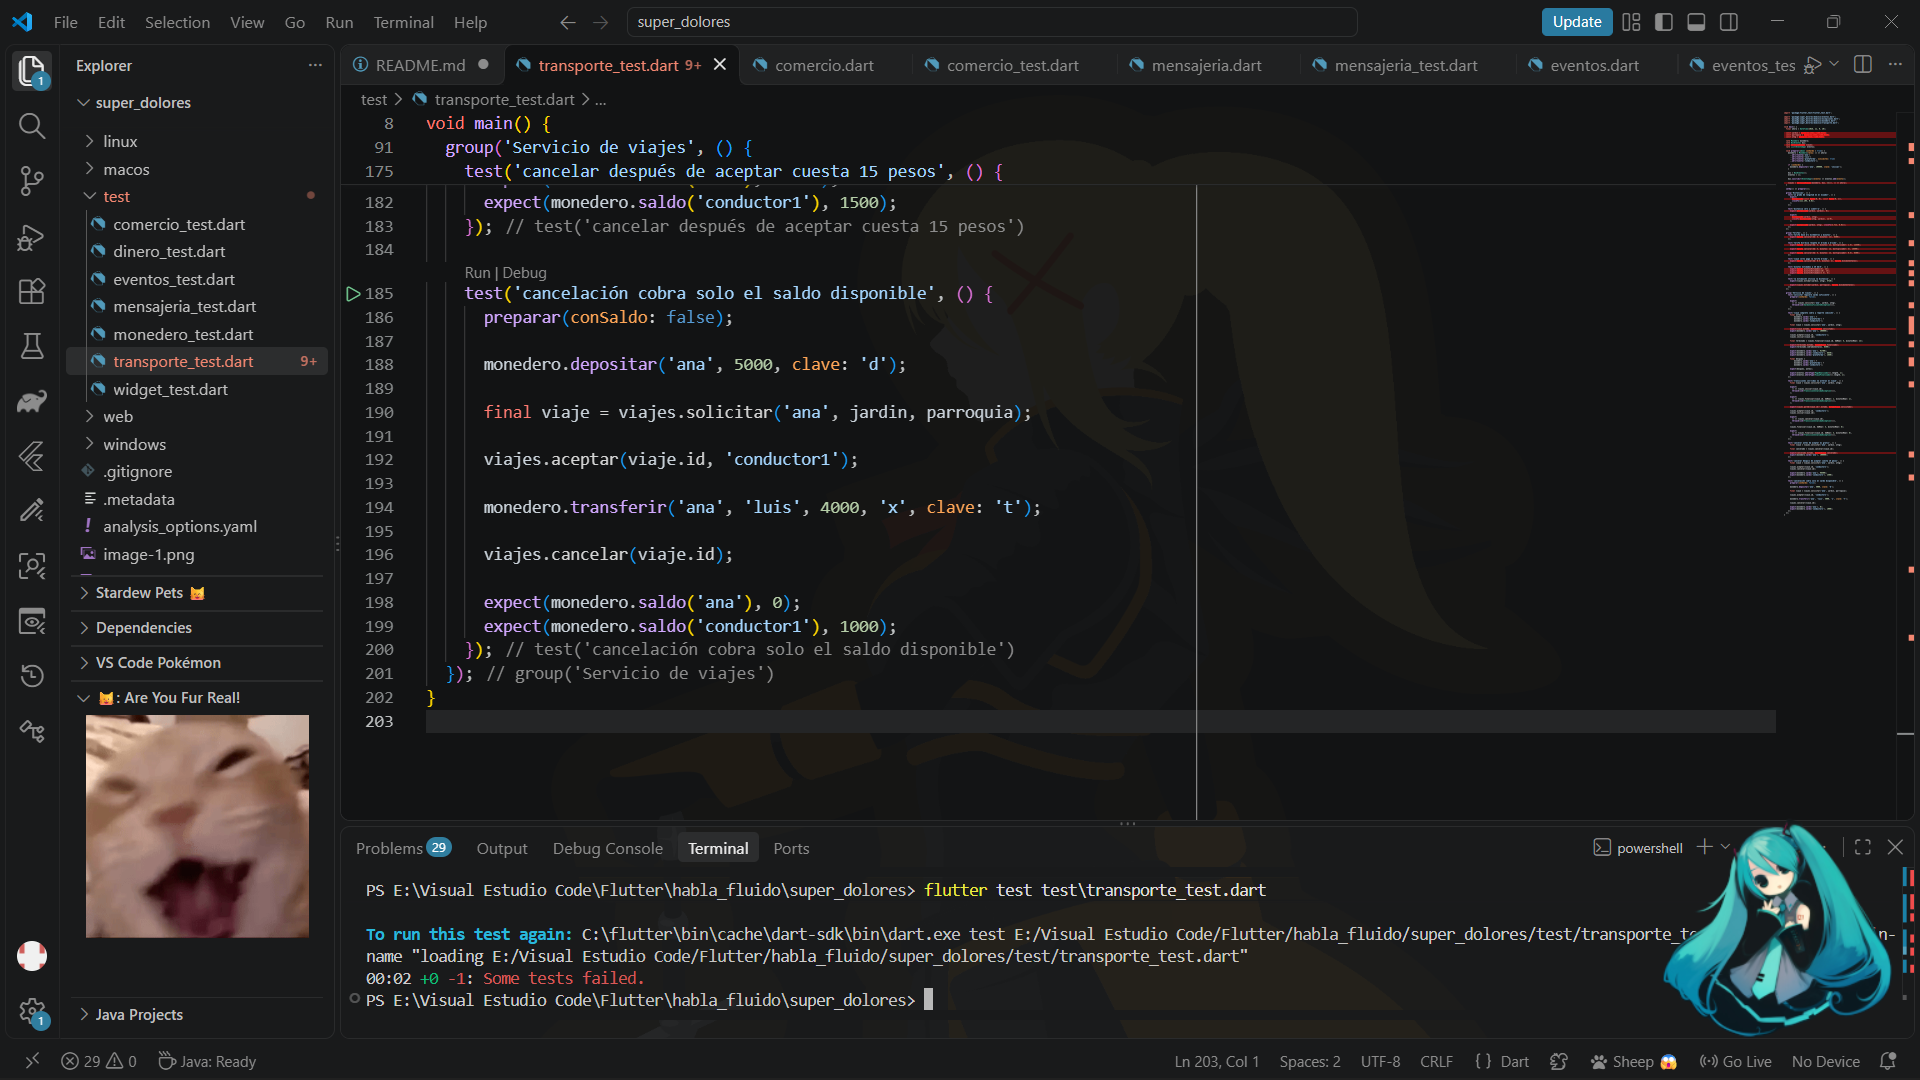 File Edit Selection View Go Run Terminal Help
super_dolores
Update
Explorer
super_dolores
linux
macos
test
comercio_test.dart
dinero_test.dart
eventos_test.dart
mensajeria_test.dart
monedero_test.dart
transporte_test.dart 9+
widget_test.dart
web
windows
.gitignore
.metadata
analysis_options.yaml
image-1.png
Stardew Pets
Dependencies
VS Code Pokémon
: Are You Fur Real!
Java Projects
README.md transporte_test.dart 9+ comercio.dart comercio_test.dart mensajeria.dart mensajeria_test.dart eventos.dart eventos_tes
test > transporte_test.dart > ...
8 void main() {
91 group('Servicio de viajes', () {
175 test('cancelar después de aceptar cuesta 15 pesos', () {
182 expect(monedero.saldo('conductor1'), 1500);
183 }); // test('cancelar después de aceptar cuesta 15 pesos')
184
Run | Debug
185 test('cancelación cobra solo el saldo disponible', () {
186 preparar(conSaldo: false);
187
188 monedero.depositar('ana', 5000, clave: 'd');
189
190 final viaje = viajes.solicitar('ana', jardin, parroquia);
191
192 viajes.aceptar(viaje.id, 'conductor1');
193
194 monedero.transferir('ana', 'luis', 4000, 'x', clave: 't');
195
196 viajes.cancelar(viaje.id);
197
198 expect(monedero.saldo('ana'), 0);
199 expect(monedero.saldo('conductor1'), 1000);
200 }); // test('cancelación cobra solo el saldo disponible')
201 }); // group('Servicio de viajes')
202 }
203
Problems 29 Output Debug Console Terminal Ports
powershell
PS E:\Visual Estudio Code\Flutter\habla_fluido\super_dolores> flutter test test\transporte_test.dart
To run this test again: C:\flutter\bin\cache\dart-sdk\bin\dart.exe test E:/Visual Estudio Code/Flutter/habla_fluido/super_dolores/test/transporte_te
name "loading E:/Visual Estudio Code/Flutter/habla_fluido/super_dolores/test/transporte_test.dart"
00:02 +0 -1: Some tests failed.
PS E:\Visual Estudio Code\Flutter\habla_fluido\super_dolores>
29 0 Java: Ready
Ln 203, Col 1 Spaces: 2 UTF-8 CRLF { } Dart Sheep Go Live No Device